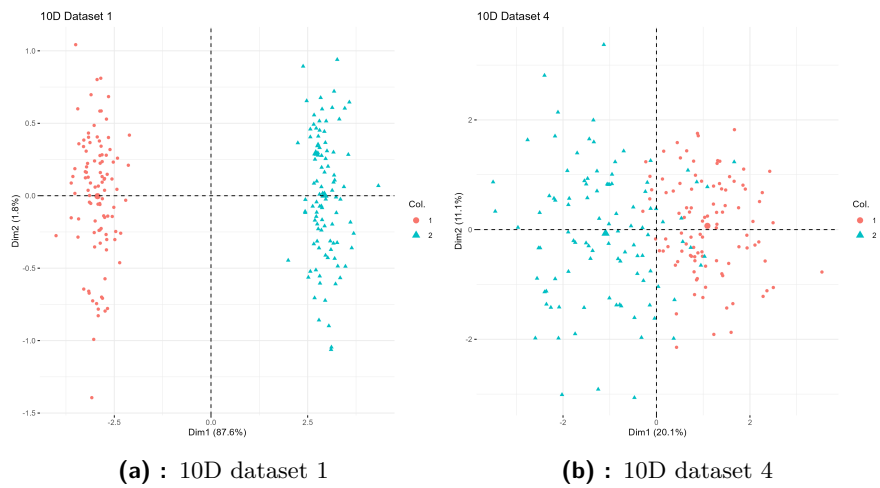 10D Dataset 1
1.0
0.5
0.0
-0.5
-1.0
-1.5
Dim2 (1.8%)
-2.5
0.0
2.5
Dim1 (87.6%)
Col.
1
2
(a) : 10D dataset 1
10D Dataset 4
2
0
-2
Dim2 (11.1%)
-2
0
2
Dim1 (20.1%)
Col.
1
2
(b) : 10D dataset 4